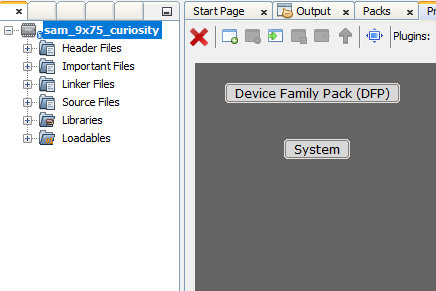 Start Page
Output
Packs
sam_9x75_curiosity
Header Files
Important Files
Linker Files
Source Files
Libraries
Loadables
Plugins:
Device Family Pack (DFP)
System